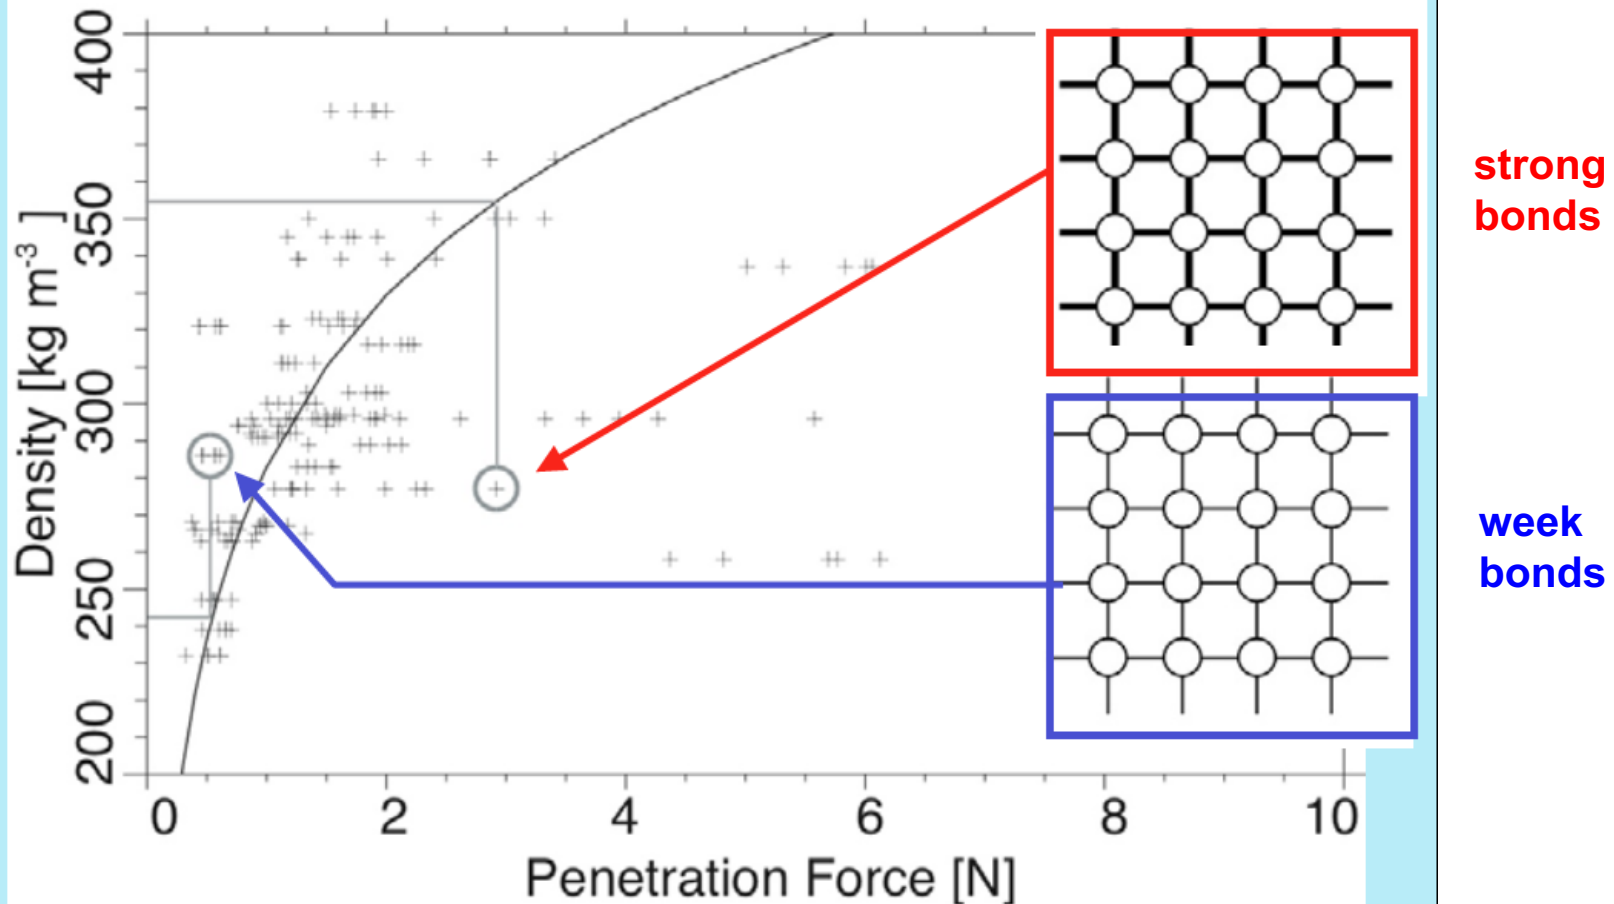 400
350
300
250
200
Density [kg m-3 ]
0 2 4 6 8 10
Penetration Force [N]
strong
bonds
week
bonds